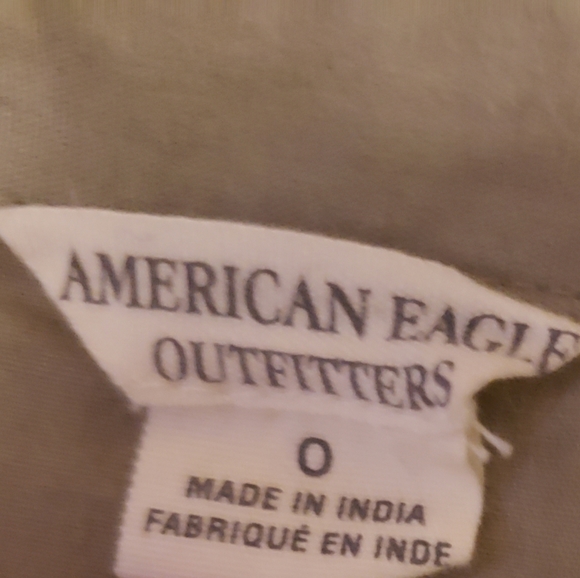 AMERICAN EAGLE
OUTFITTERS
0
MADE IN INDIA
FABRIQUÉ EN INDE